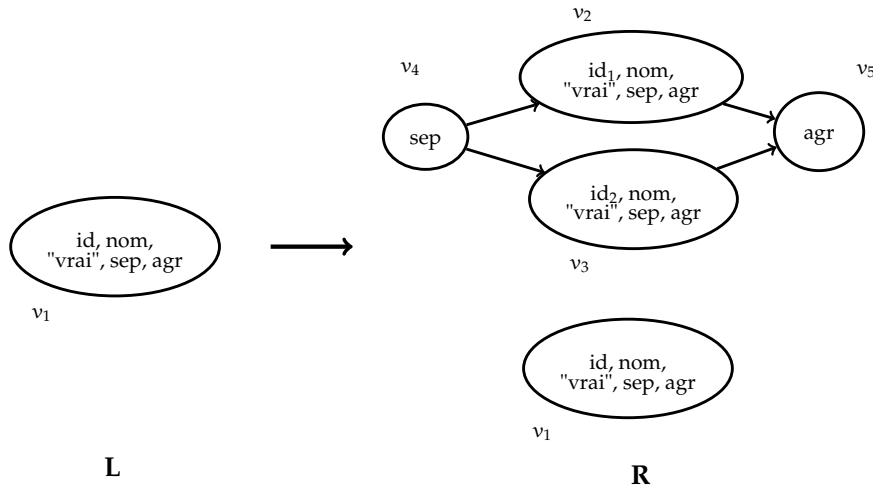 v₂
v₄
v₅
id₁, nom,
"vrai", sep, agr
sep
agr
id₂, nom,
"vrai", sep, agr
id, nom,
"vrai", sep, agr
v₃
v₁
id, nom,
"vrai", sep, agr
v₁
L
R